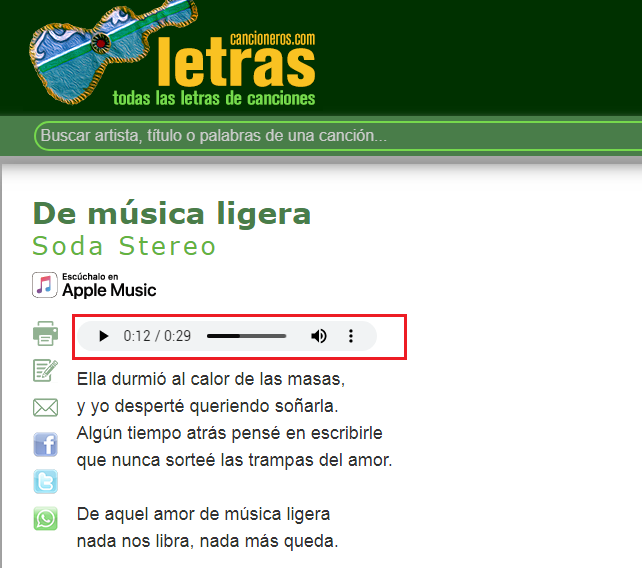 cancioneros.com
letras
todas las letras de canciones
Buscar artista, título o palabras de una canción...
De música ligera
Soda Stereo
Escúchalo en
Apple Music
0:12 / 0:29
Ella durmió al calor de las masas,
y yo desperté queriendo soñarla.
Algún tiempo atrás pensé en escribirle
que nunca sorteé las trampas del amor.
De aquel amor de música ligera
nada nos libra, nada más queda.